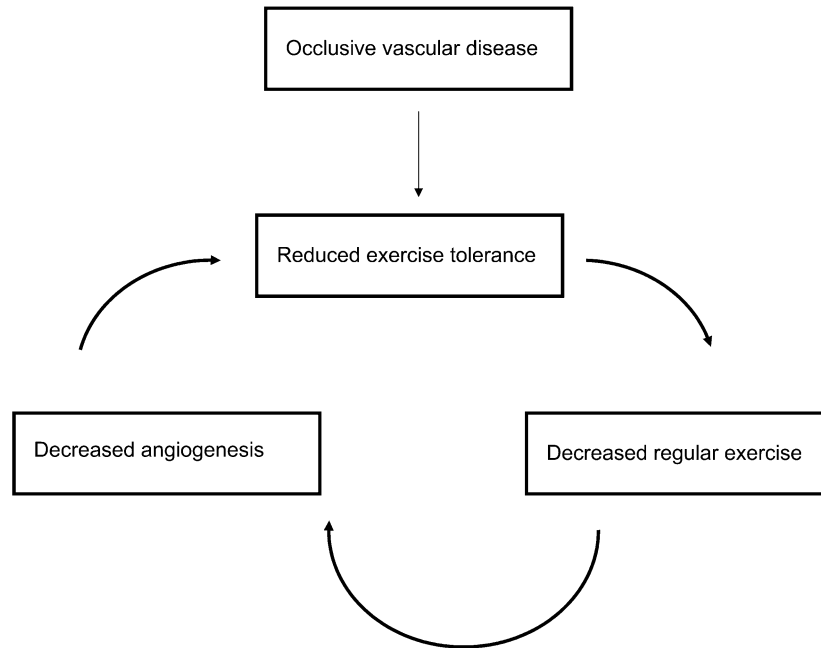 Occlusive vascular disease
Reduced exercise tolerance
Decreased angiogenesis
Decreased regular exercise